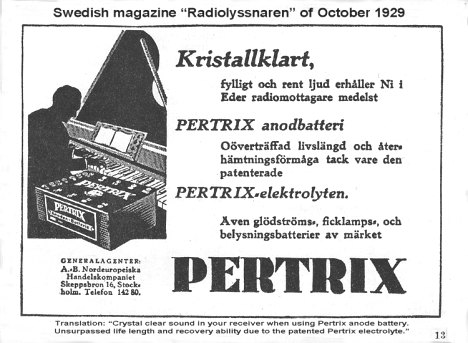 Swedish magazine “Radiolyssnaren” of October 1929
Kristallklart,
fylligt och rent ljud erhåller Ni i
Eder radiomottagare medelst
PERTRIX anodbatteri
Oöverträffad livslängd och åter-
hämtningsförmåga tack vare den
patenterade
PERTRIX-elektrolyten.
Även glödströms-, ficklamps-, och
belysningsbatterier av märket
PERTRIX
PERTRIX
PERTRIX
GENERALAGENTER:
A.-B. Nordeuropeiska
Handelskompaniet
Skeppsbron 16, Stock-
holm. Telefon 142 80.
Translation: “Crystal clear sound in your receiver when using Pertrix anode battery.
Unsurpassed life length and recovery ability due to the patented Pertrix electrolyte.”
13